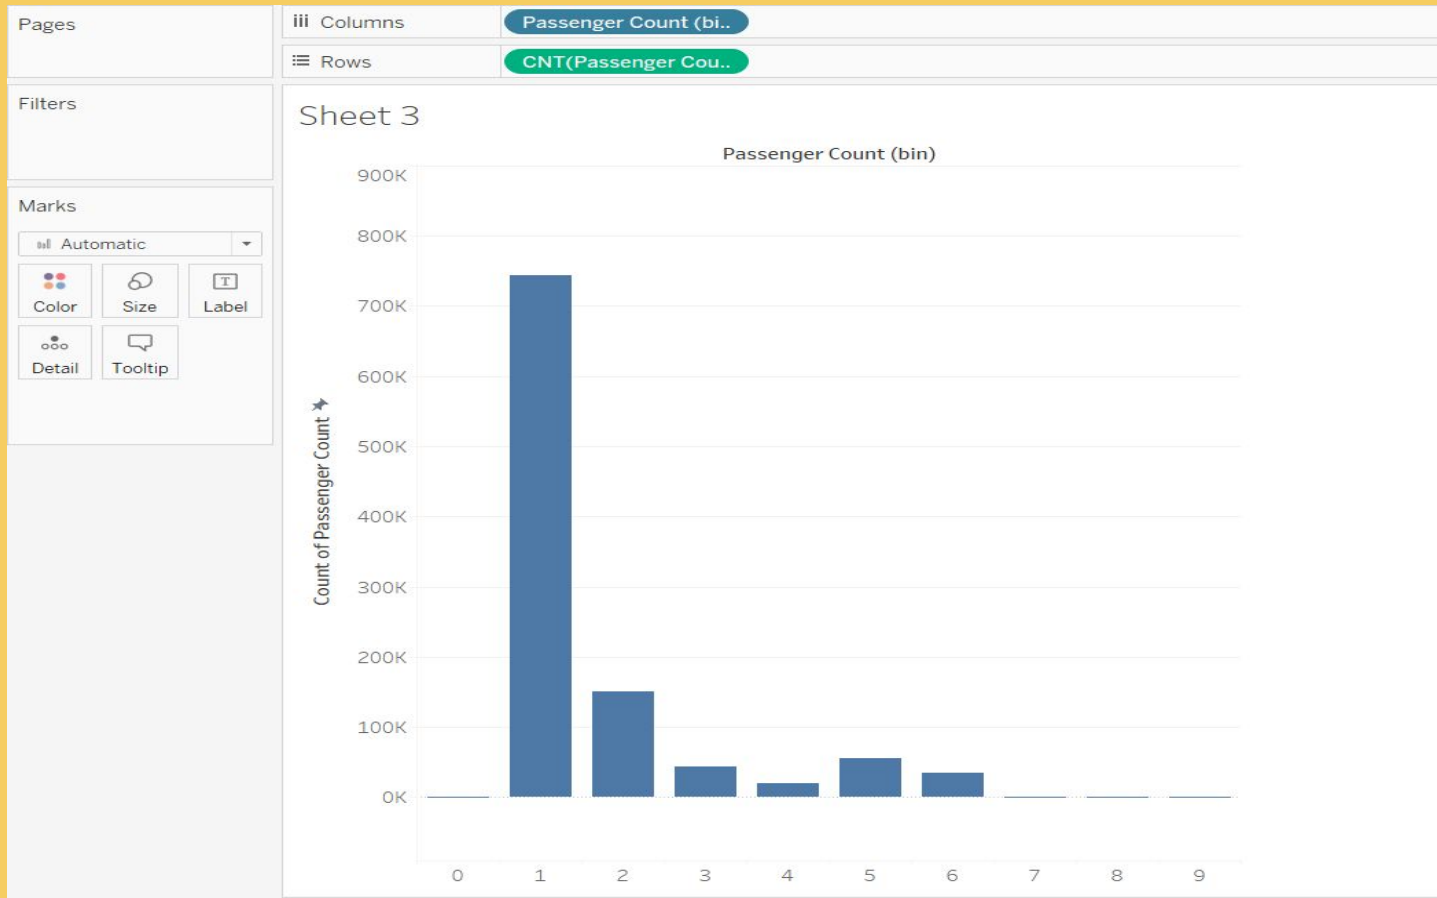 Pages
Columns
Passenger Count (bi..
Rows
CNT(Passenger Cou..
Filters
Marks
Automatic
Color
Size
T
Label
Detail
Tooltip
Sheet 3
Passenger Count (bin)
Count of Passenger Count
900K
800K
700K
600K
500K
400K
300K
200K
100K
0K
0 1 2 3 4 5 6 7 8 9